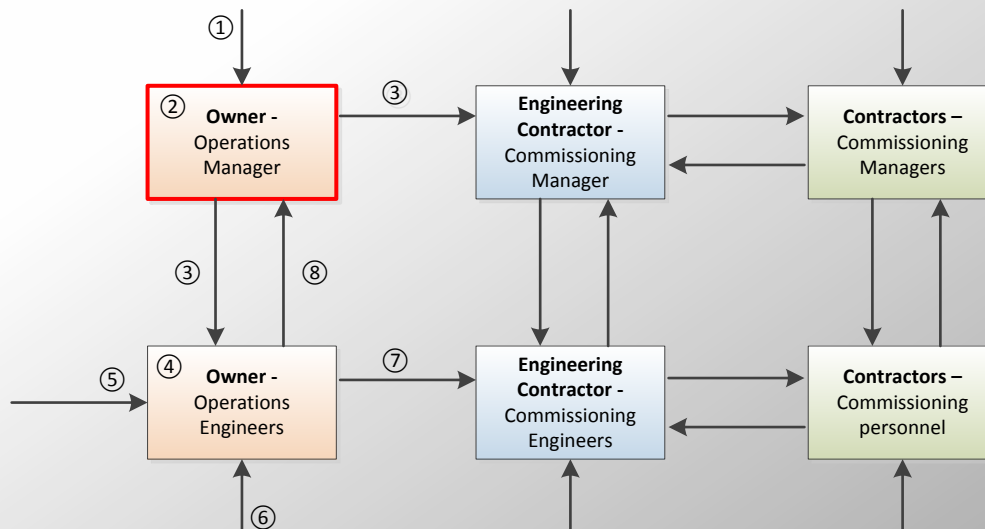 ①
② Owner -
Operations
Manager
③
Engineering
Contractor -
Commissioning
Manager
Contractors –
Commissioning
Managers
③
⑧
④ Owner -
Operations
Engineers
⑤
⑦
Engineering
Contractor -
Commissioning
Engineers
Contractors –
Commissioning
personnel
⑥